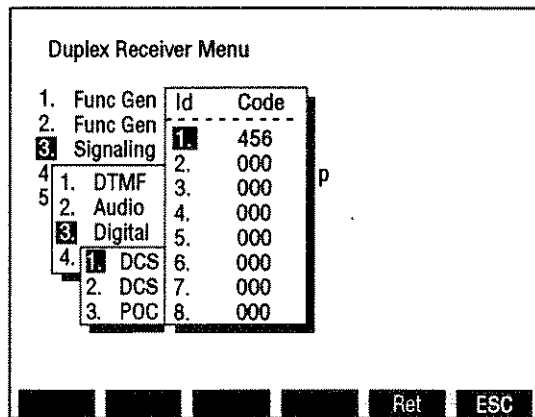 Duplex Receiver Menu
1. Func Gen
2. Func Gen
3. Signaling
4
5
p
1. DTMF
2. Audio
3. Digital
4.
1. DCS
2. DCS
3. POC
Id Code
1. 456
2. 000
3. 000
4. 000
5. 000
6. 000
7. 000
8. 000
Ret ESC